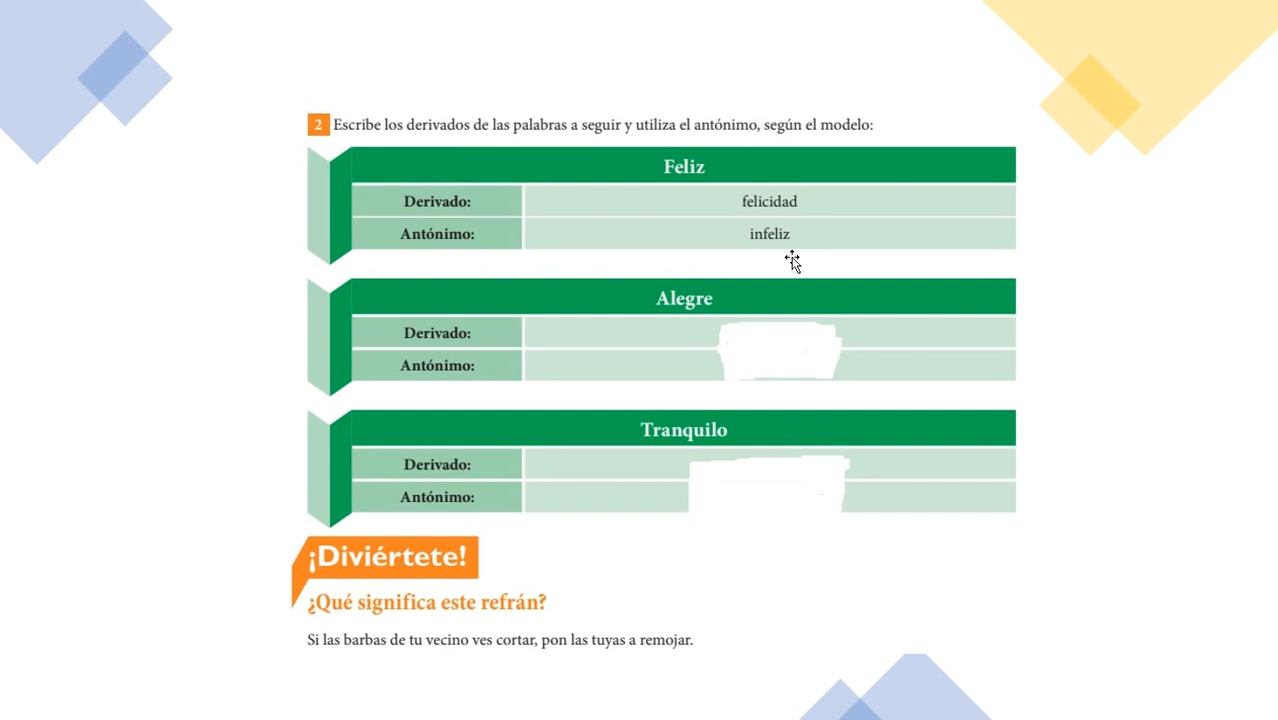 2 Escribe los derivados de las palabras a seguir y utiliza el antónimo, según el modelo:
Feliz
Derivado: felicidad
Antónimo: infeliz
Alegre
Derivado:
Antónimo:
Tranquilo
Derivado:
Antónimo:
¡Diviértete!
¿Qué significa este refrán?
Si las barbas de tu vecino ves cortar, pon las tuyas a remojar.